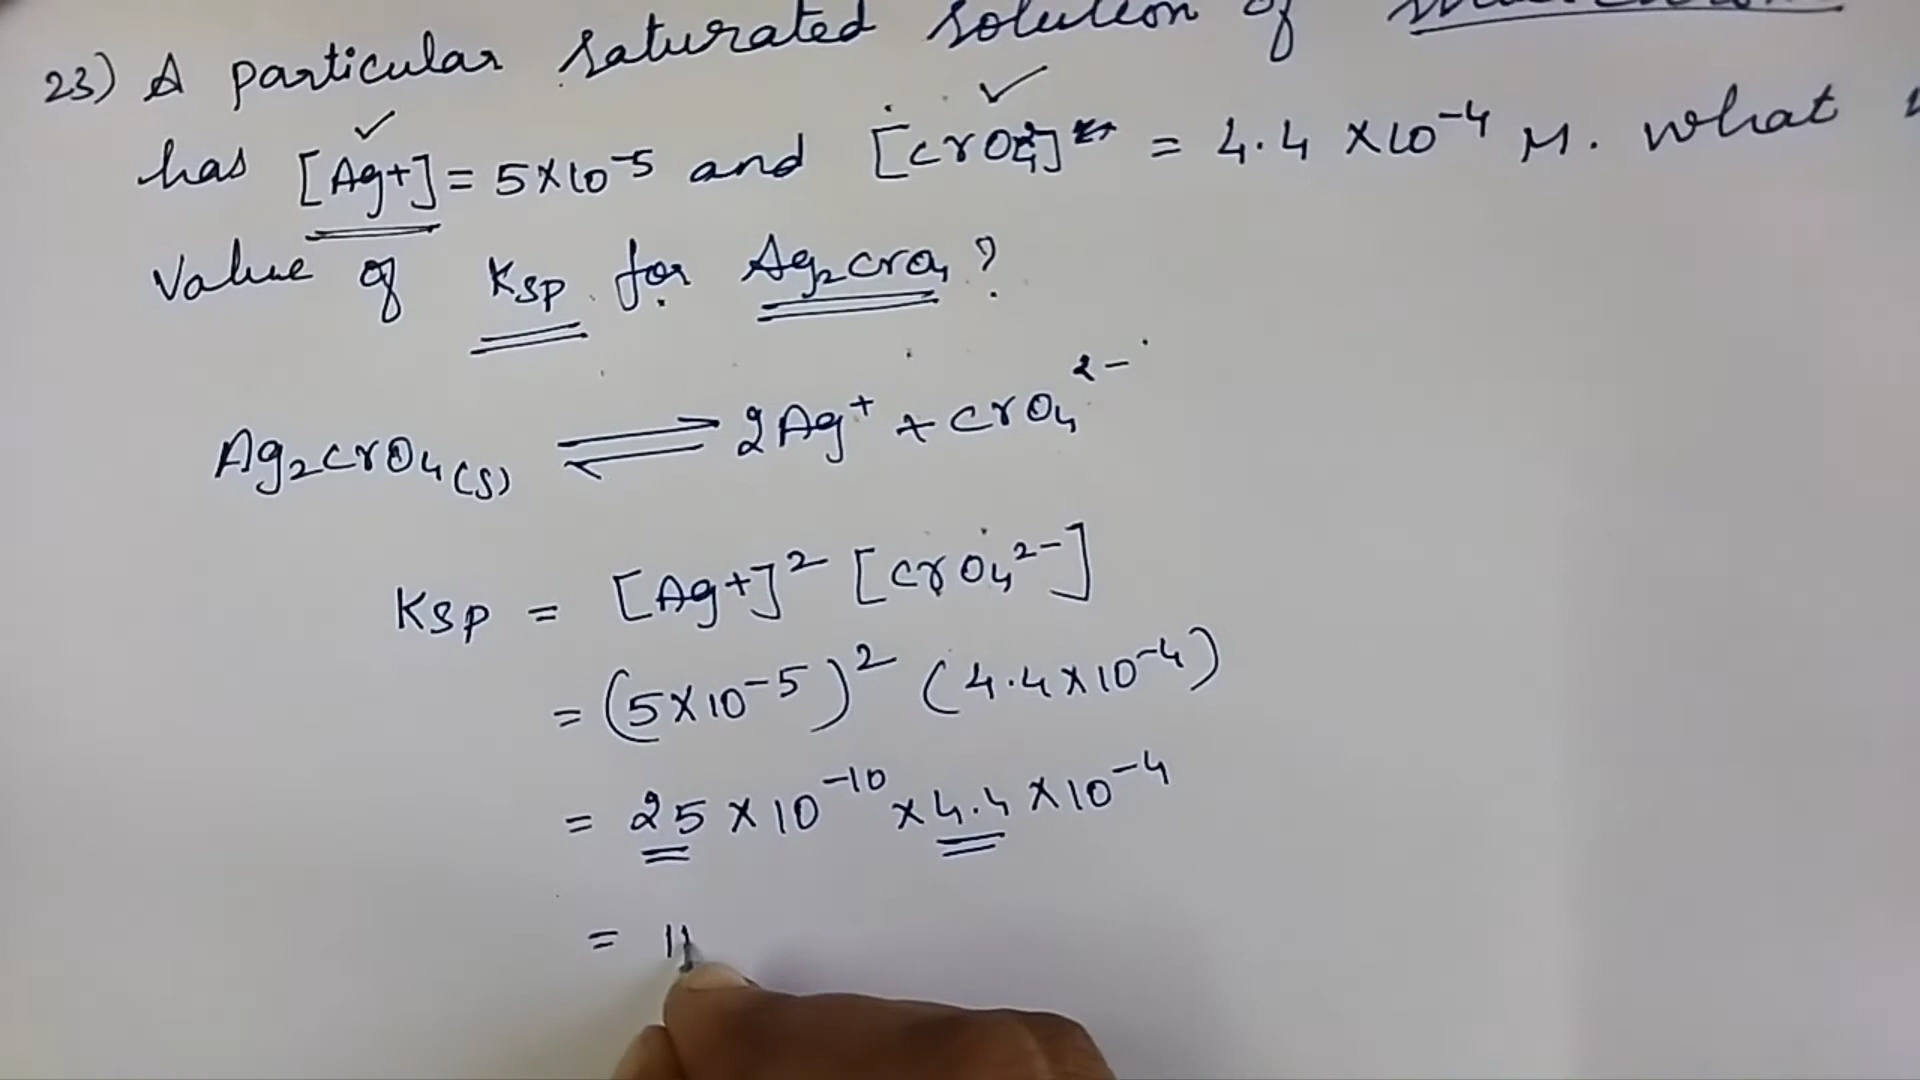 23) A particular saturated solution of
has [Ag+] = 5×10⁻⁵ and [CrO₄] = 4.4 ×10⁻⁴ M. what
value of Ksp for Ag₂CrO₄?
Ag₂CrO₄(s) ⇌ 2Ag⁺ + CrO₄²⁻
Ksp = [Ag+]² [CrO₄²⁻]
= (5×10⁻⁵)² (4.4×10⁻⁴)
= 25 × 10⁻¹⁰ × 4.4 × 10⁻⁴
= 11